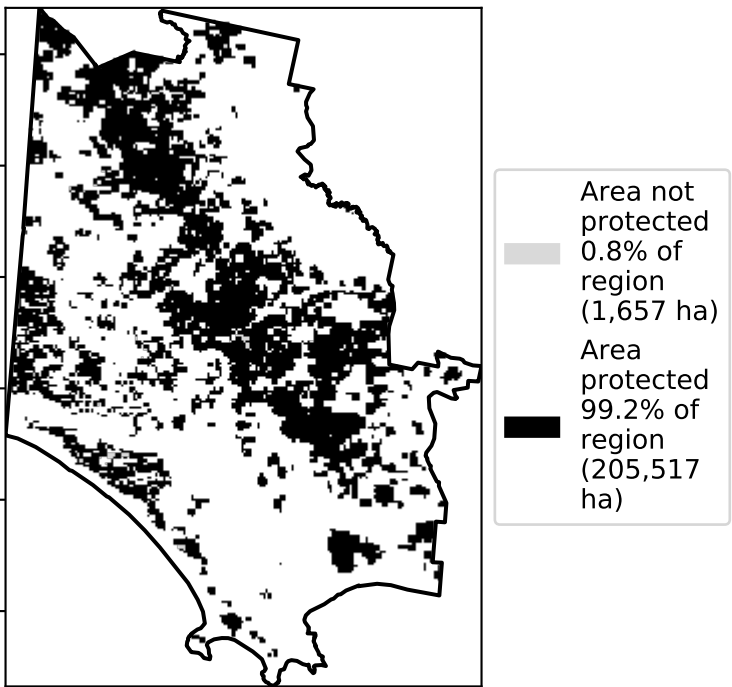 Area not
protected
0.8% of
region
(1,657 ha)
Area
protected
99.2% of
region
(205,517
ha)